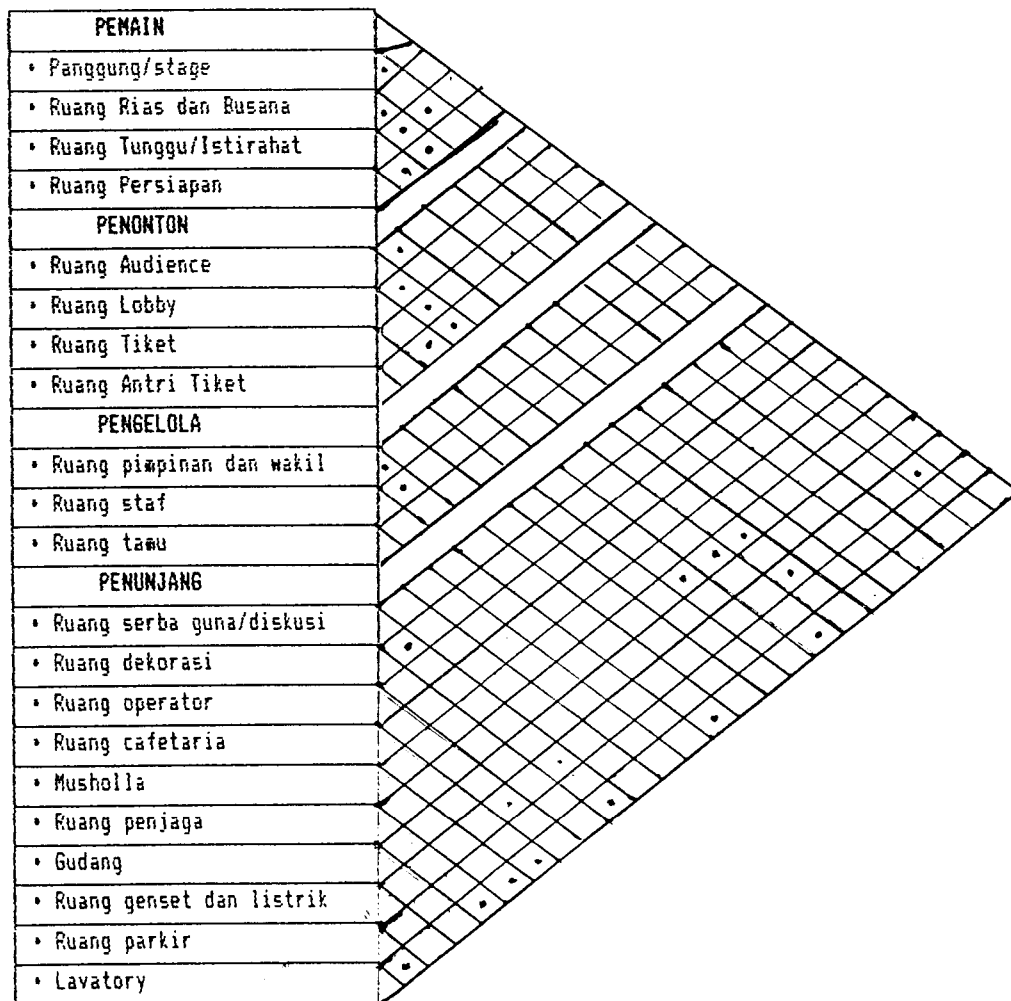 PEMAIN
• Panggung/stage
• Ruang Rias dan Busana
• Ruang Tunggu/Istirahat
• Ruang Persiapan
PENONTON
• Ruang Audience
• Ruang Lobby
• Ruang Tiket
• Ruang Antri Tiket
PENGELOLA
• Ruang pimpinan dan wakil
• Ruang staf
• Ruang tamu
PENUNJANG
• Ruang serba guna/diskusi
• Ruang dekorasi
• Ruang operator
• Ruang cafetaria
• Musholla
• Ruang penjaga
• Gudang
• Ruang genset dan listrik
• Ruang parkir
• Lavatory